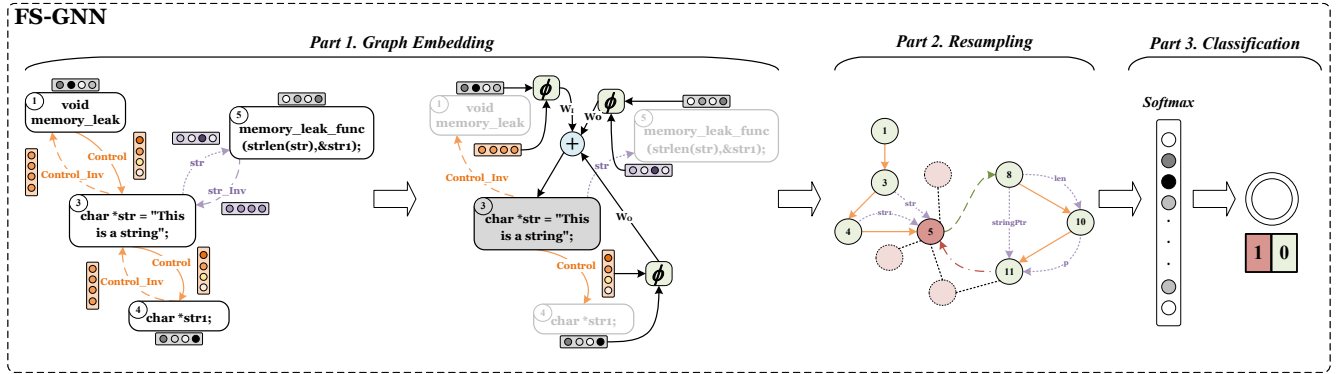 FS-GNN
Part 1. Graph Embedding
Part 2. Resampling
Part 3. Classification
1
void
memory_leak
5
memory_leak_func
(strlen(str),&str1);
Control
Control_Inv
str
str_Inv
3
char *str = "This
is a string";
Control
Control_Inv
4
char *str1;
1
void
memory_leak
ϕ
W₁
Wo
ϕ
5
memory_leak_func
(strlen(str),&str1);
+
Control_Inv
str
3
char *str = "This
is a string";
Wo
Control
ϕ
4
char *str1;
1
3
str
4
str1
5
8
len
stringPtr
10
11
p
Softmax
1 0